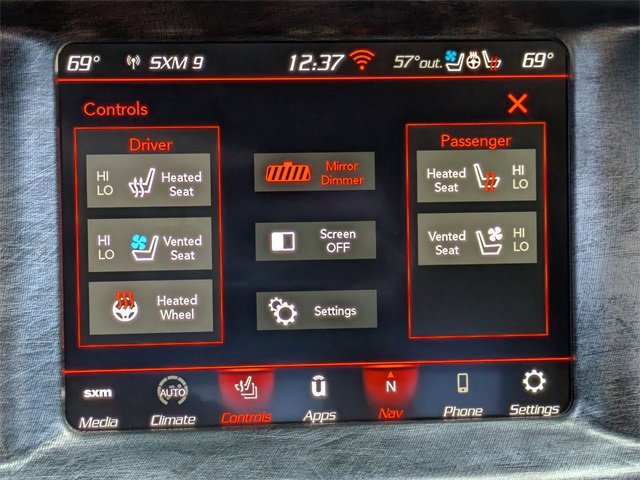 69° SXM 9 12:37 57°out. 69°
Controls
Driver
Passenger
HI
LO
Heated
Seat
HI
LO
Vented
Seat
Heated
Wheel
Mirror
Dimmer
Screen
OFF
Settings
Heated
Seat
HI
LO
Vented
Seat
HI
LO
sxm
AUTO
N
Media Climate Controls Apps Nav Phone Settings